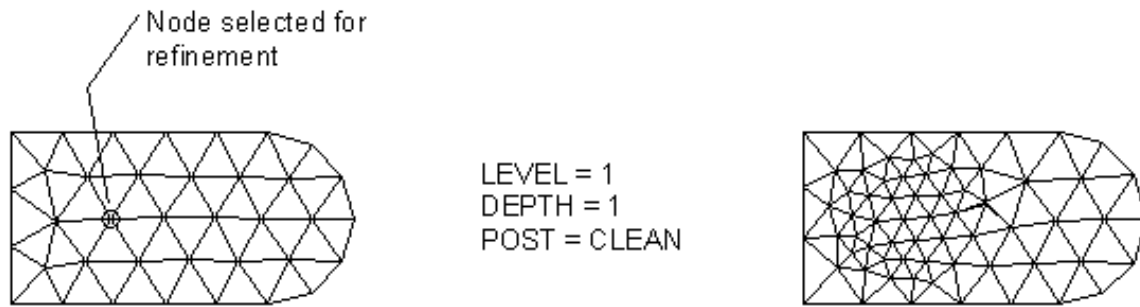 Node selected for
refinement
LEVEL = 1
DEPTH = 1
POST = CLEAN